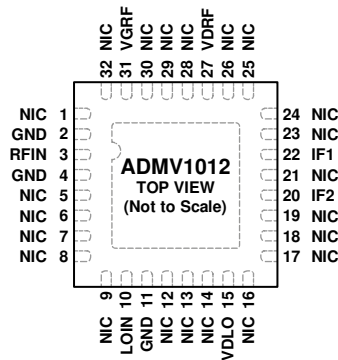 32 NIC
31 VGRF
30 NIC
29 NIC
28 NIC
27 VDRF
26 NIC
25 NIC
NIC 1
GND 2
RFIN 3
GND 4
NIC 5
NIC 6
NIC 7
NIC 8
ADMV1012
TOP VIEW
(Not to Scale)
24 NIC
23 NIC
22 IF1
21 NIC
20 IF2
19 NIC
18 NIC
17 NIC
NIC 9
LOIN 10
GND 11
NIC 12
NIC 13
NIC 14
VDLO 15
NIC 16